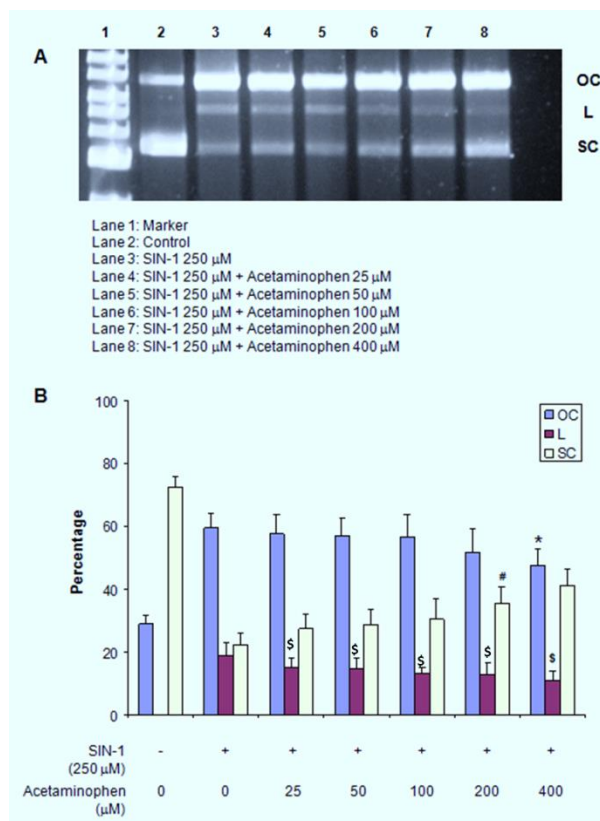 1 2 3 4 5 6 7 8
A
OC
L
SC
Lane 1: Marker
Lane 2: Control
Lane 3: SIN-1 250 µM
Lane 4: SIN-1 250 µM + Acetaminophen 25 µM
Lane 5: SIN-1 250 µM + Acetaminophen 50 µM
Lane 6: SIN-1 250 µM + Acetaminophen 100 µM
Lane 7: SIN-1 250 µM + Acetaminophen 200 µM
Lane 8: SIN-1 250 µM + Acetaminophen 400 µM
B
100
80
60
40
20
0
Percentage
OC
L
SC
$ $ $ $ # * $
SIN-1 - + + + + + +
(250 µM)
Acetaminophen 0 0 25 50 100 200 400
(µM)